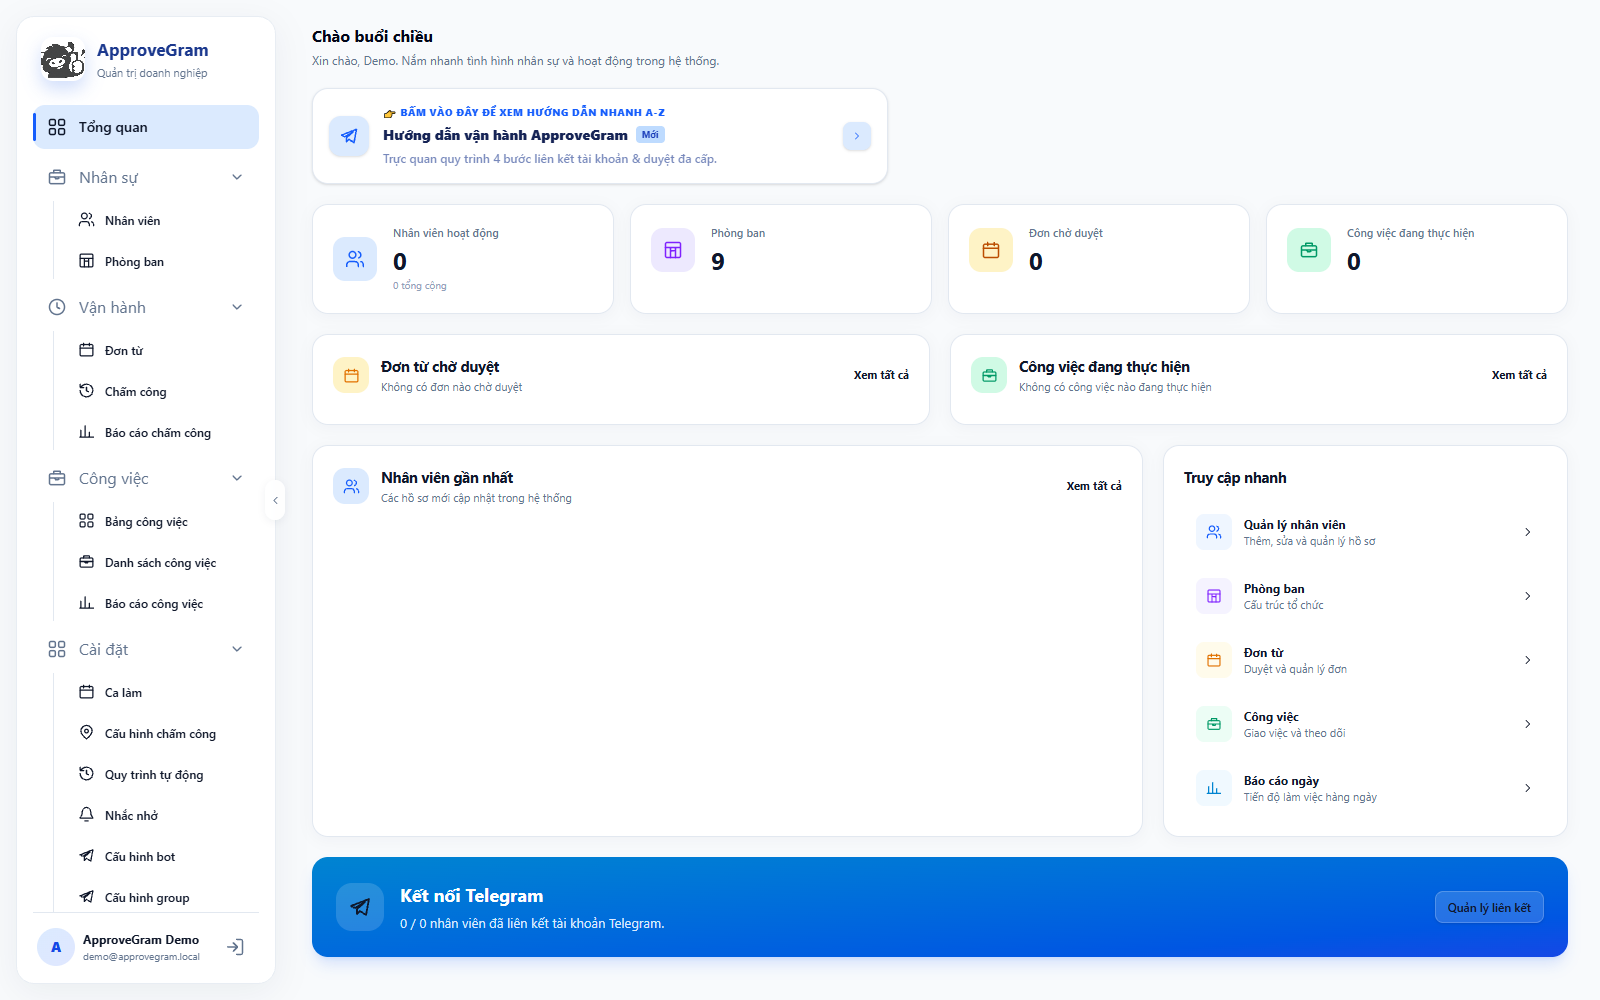 ApproveGram
Quản trị doanh nghiệp
Tổng quan
Nhân sự
Nhân viên
Phòng ban
Vận hành
Đơn từ
Chấm công
Báo cáo chấm công
Công việc
Bảng công việc
Danh sách công việc
Báo cáo công việc
Cài đặt
Ca làm
Cấu hình chấm công
Quy trình tự động
Nhắc nhở
Cấu hình bot
Cấu hình group
A
ApproveGram Demo
demo@approvegram.local
Chào buổi chiều
Xin chào, Demo. Nắm nhanh tình hình nhân sự và hoạt động trong hệ thống.
👉 BẤM VÀO ĐÂY ĐỂ XEM HƯỚNG DẪN NHANH A-Z
Hướng dẫn vận hành ApproveGram Mới
Trực quan quy trình 4 bước liên kết tài khoản & duyệt đa cấp.
Nhân viên hoạt động
0
0 tổng cộng
Phòng ban
9
Đơn chờ duyệt
0
Công việc đang thực hiện
0
Đơn từ chờ duyệt
Không có đơn nào chờ duyệt
Xem tất cả
Công việc đang thực hiện
Không có công việc nào đang thực hiện
Xem tất cả
Nhân viên gần nhất
Các hồ sơ mới cập nhật trong hệ thống
Xem tất cả
Truy cập nhanh
Quản lý nhân viên
Thêm, sửa và quản lý hồ sơ
Phòng ban
Cấu trúc tổ chức
Đơn từ
Duyệt và quản lý đơn
Công việc
Giao việc và theo dõi
Báo cáo ngày
Tiến độ làm việc hàng ngày
Kết nối Telegram
0 / 0 nhân viên đã liên kết tài khoản Telegram.
Quản lý liên kết